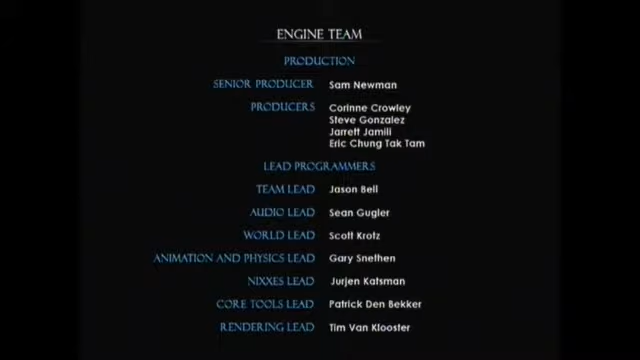 ENGINE TEAM
PRODUCTION
SENIOR PRODUCER Sam Newman
PRODUCERS Corinne Crowley
Steve Gonzalez
Jarrett Jamili
Eric Chung Tak Tam
LEAD PROGRAMMERS
TEAM LEAD Jason Bell
AUDIO LEAD Sean Gugler
WORLD LEAD Scott Krotz
ANIMATION AND PHYSICS LEAD Gary Snethen
NIXXES LEAD Jurjen Katsman
CORE TOOLS LEAD Patrick Den Bekker
RENDERING LEAD Tim Van Klooster